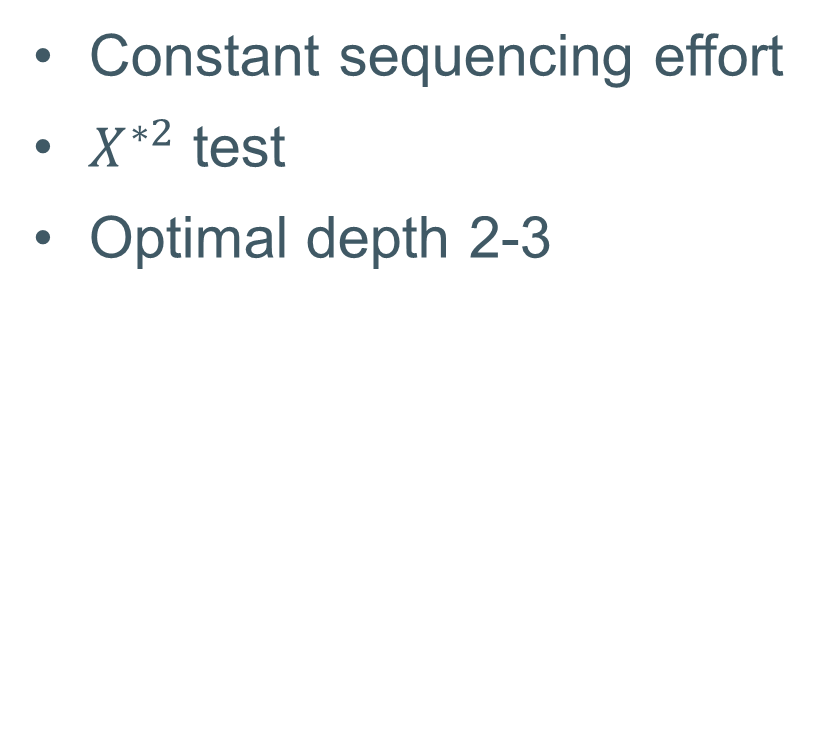 • Constant sequencing effort
• X*² test
• Optimal depth 2-3